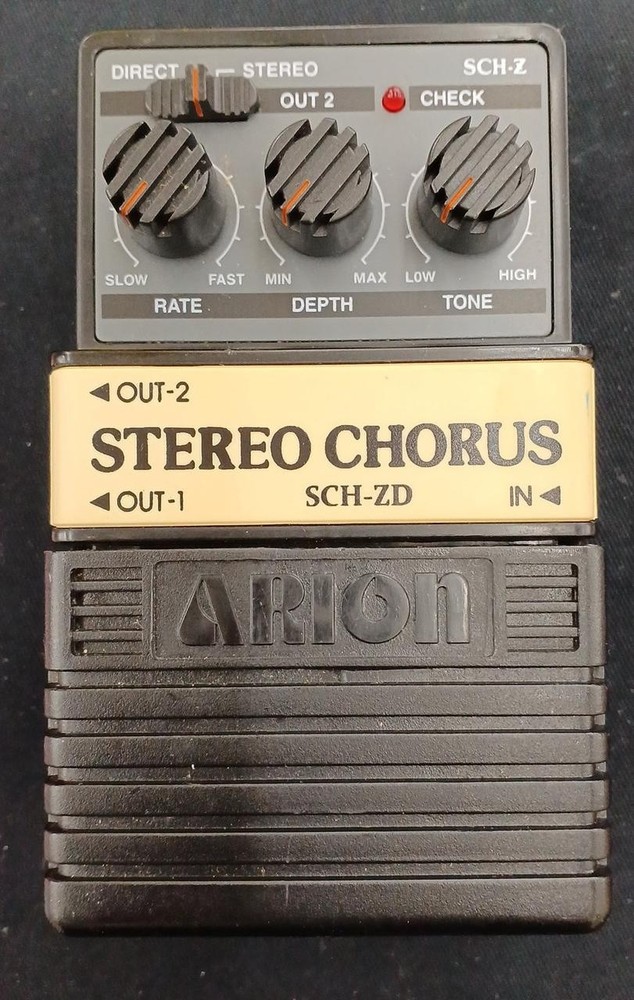 DIRECT STEREO SCH-Z
OUT 2 CHECK
SLOW FAST MIN MAX LOW HIGH
RATE DEPTH TONE
◀ OUT-2
STEREO CHORUS
◀ OUT-1 SCH-ZD IN ◀
ARION